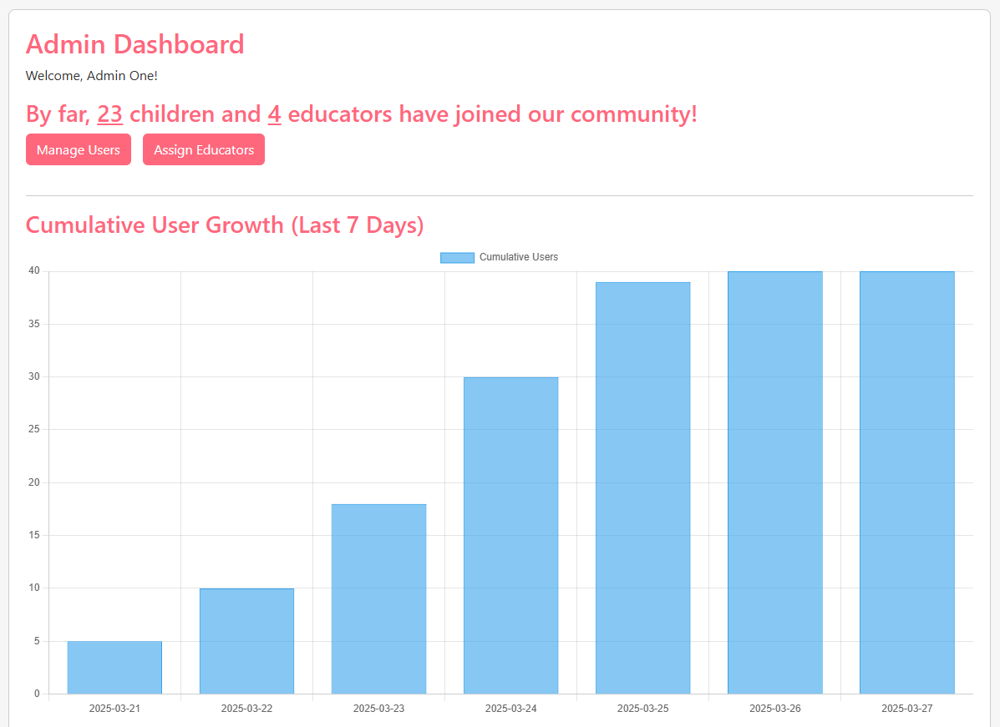 Admin Dashboard
Welcome, Admin One!
By far, 23 children and 4 educators have joined our community!
Manage Users Assign Educators
Cumulative User Growth (Last 7 Days)
Cumulative Users
40
35
30
25
20
15
10
5
0
2025-03-21 2025-03-22 2025-03-23 2025-03-24 2025-03-25 2025-03-26 2025-03-27